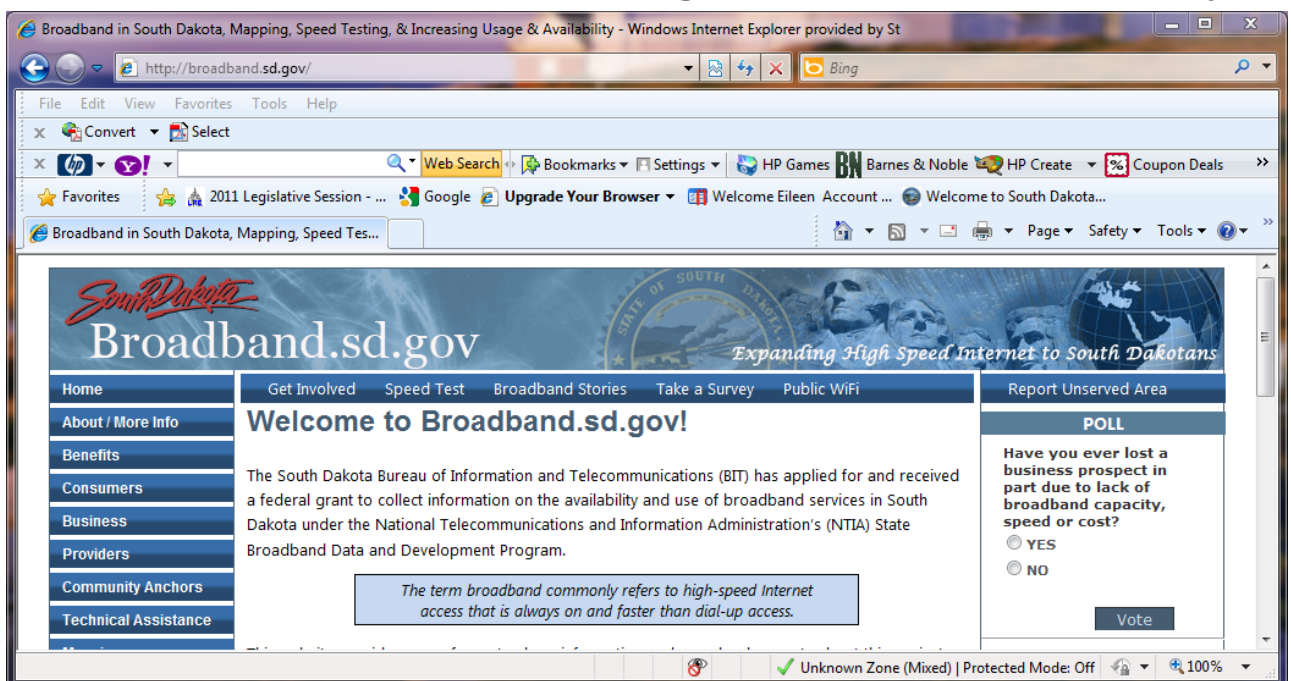 Broadband in South Dakota, Mapping, Speed Testing, & Increasing Usage & Availability - Windows Internet Explorer provided by St
http://broadband.sd.gov/
Bing
File Edit View Favorites Tools Help
x Convert Select
x hp Y! Web Search Bookmarks Settings HP Games BN Barnes & Noble HP Create % Coupon Deals »
Favorites LRC 2011 Legislative Session - ... Google Upgrade Your Browser Welcome Eileen Account ... Welcome to South Dakota...
Broadband in South Dakota, Mapping, Speed Tes...
Page Safety Tools »
South Dakota
Broadband.sd.gov
STATE OF SOUTH DAKOTA
Expanding High Speed Internet to South Dakotans
Home
About / More Info
Benefits
Consumers
Business
Providers
Community Anchors
Technical Assistance
Get Involved Speed Test Broadband Stories Take a Survey Public WiFi
Welcome to Broadband.sd.gov!
The South Dakota Bureau of Information and Telecommunications (BIT) has applied for and received
a federal grant to collect information on the availability and use of broadband services in South
Dakota under the National Telecommunications and Information Administration's (NTIA) State
Broadband Data and Development Program.
The term broadband commonly refers to high-speed Internet
access that is always on and faster than dial-up access.
Report Unserved Area
POLL
Have you ever lost a
business prospect in
part due to lack of
broadband capacity,
speed or cost?
YES
NO
Vote
Unknown Zone (Mixed) | Protected Mode: Off 100%